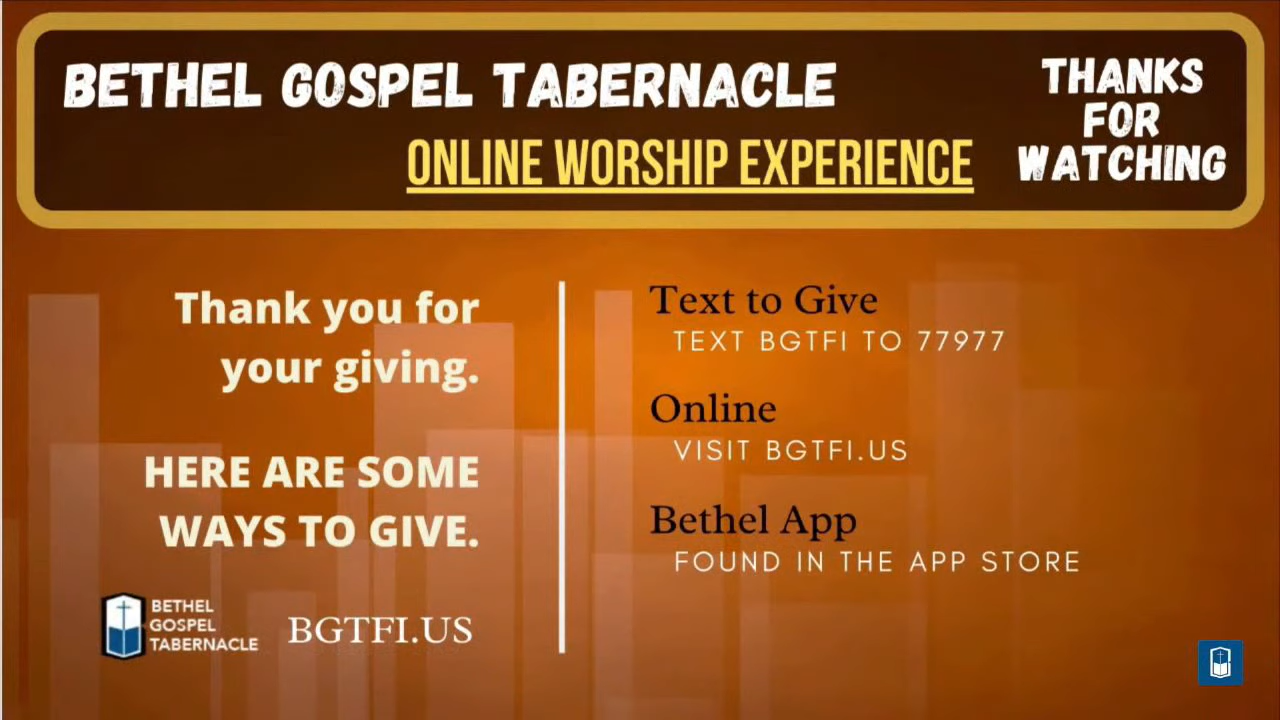 BETHEL GOSPEL TABERNACLE
ONLINE WORSHIP EXPERIENCE
THANKS
FOR
WATCHING
Thank you for
your giving.
HERE ARE SOME
WAYS TO GIVE.
BETHEL
GOSPEL
TABERNACLE
BGTFI.US
Text to Give
TEXT BGTFI TO 77977
Online
VISIT BGTFI.US
Bethel App
FOUND IN THE APP STORE